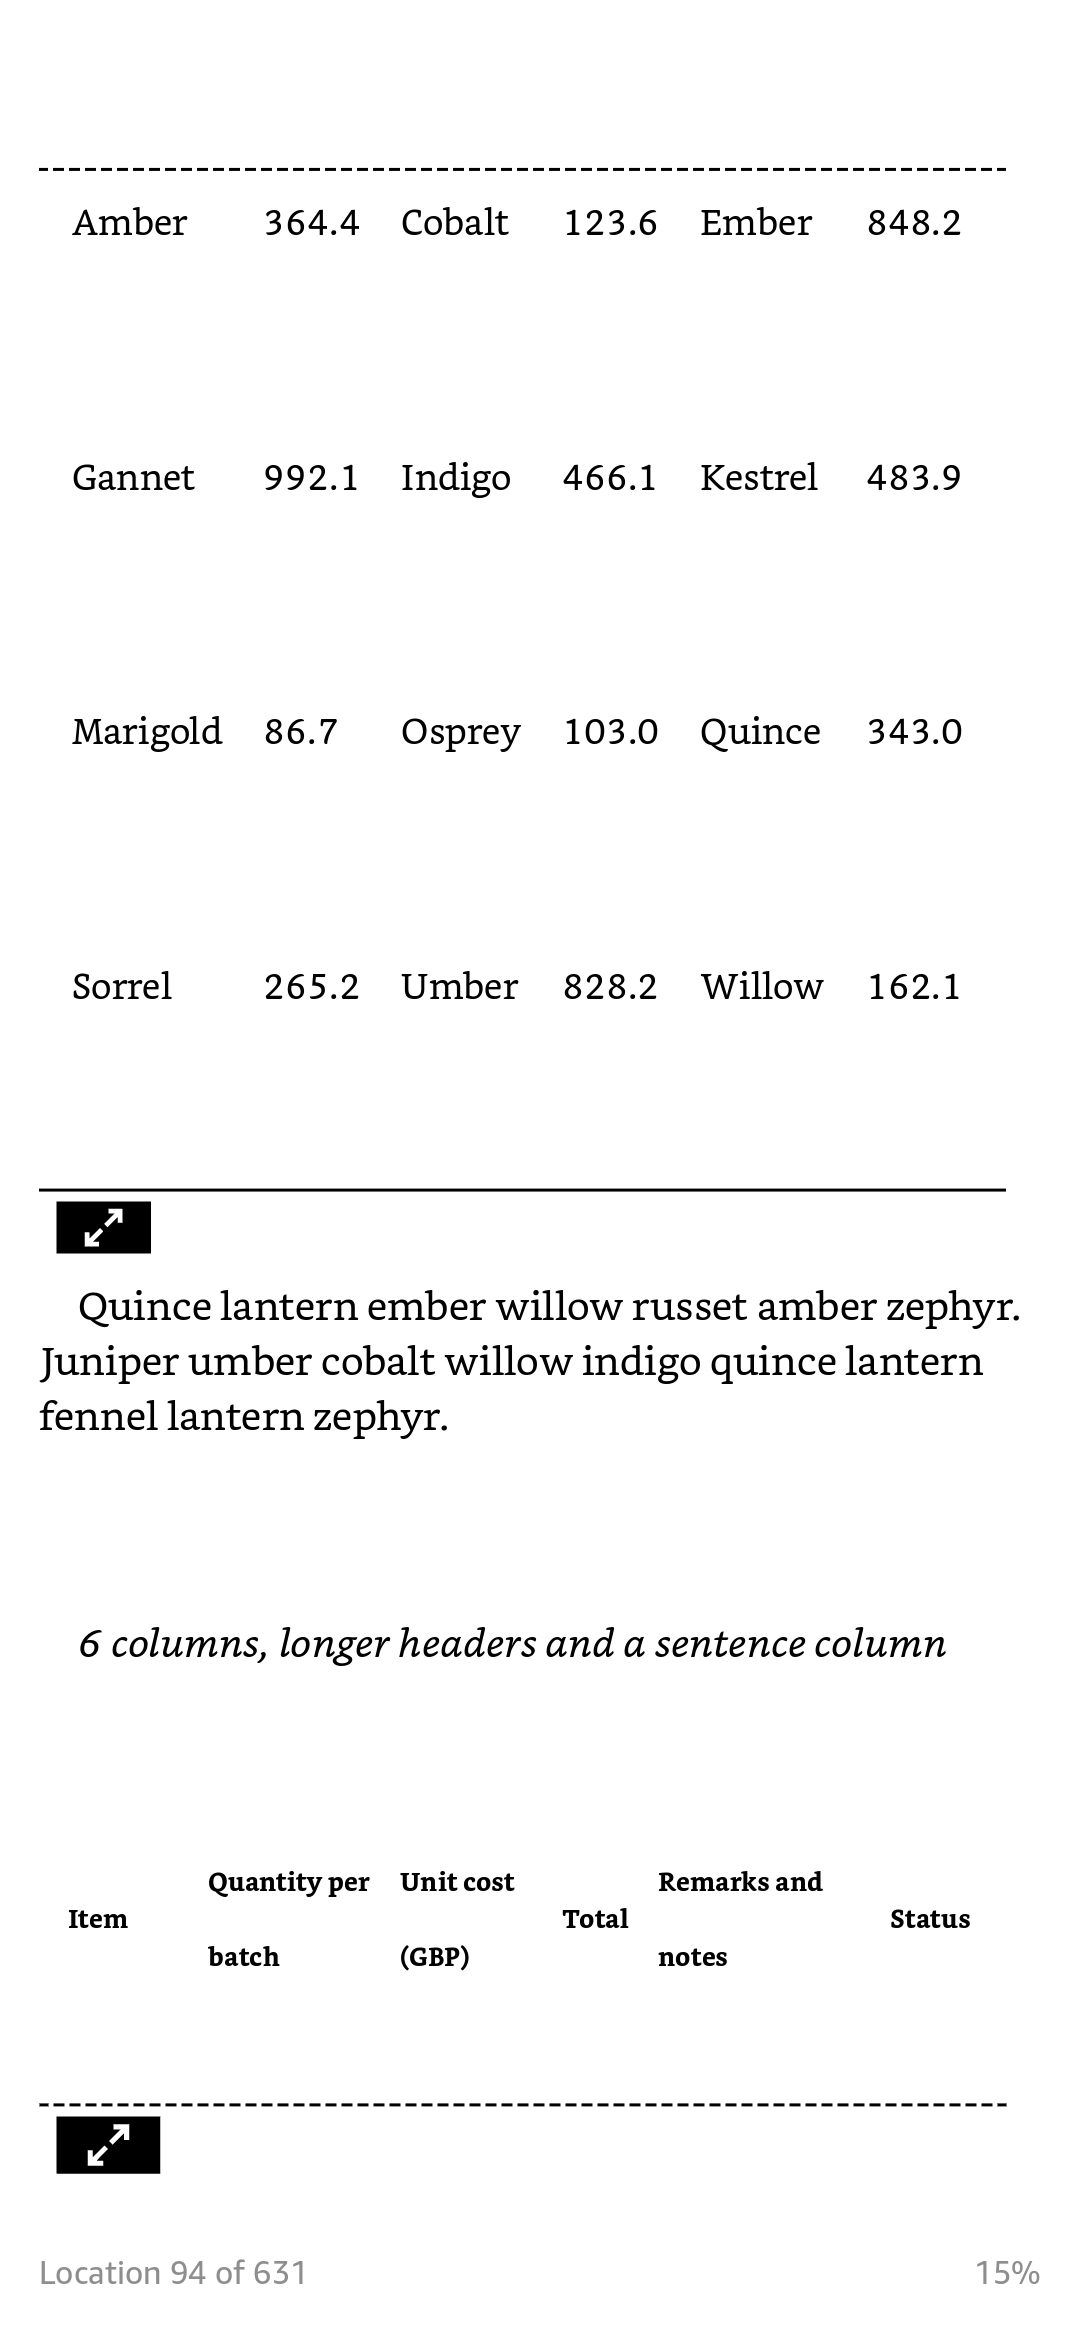 Amber 364.4 Cobalt 123.6 Ember 848.2
Gannet 992.1 Indigo 466.1 Kestrel 483.9
Marigold 86.7 Osprey 103.0 Quince 343.0
Sorrel 265.2 Umber 828.2 Willow 162.1
Quince lantern ember willow russet amber zephyr.
Juniper umber cobalt willow indigo quince lantern
fennel lantern zephyr.
6 columns, longer headers and a sentence column
Item Quantity per batch Unit cost (GBP) Total Remarks and notes Status
Location 94 of 631 15%